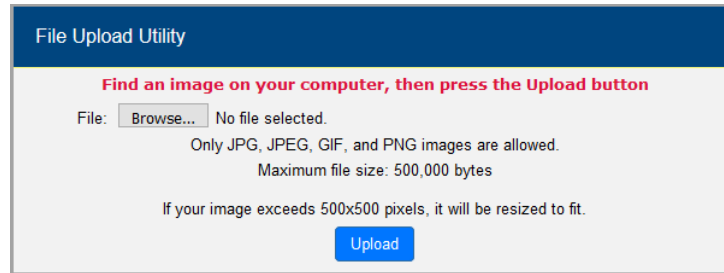 File Upload Utility
Find an image on your computer, then press the Upload button
File: Browse... No file selected.
Only JPG, JPEG, GIF, and PNG images are allowed.
Maximum file size: 500,000 bytes
If your image exceeds 500x500 pixels, it will be resized to fit.
Upload